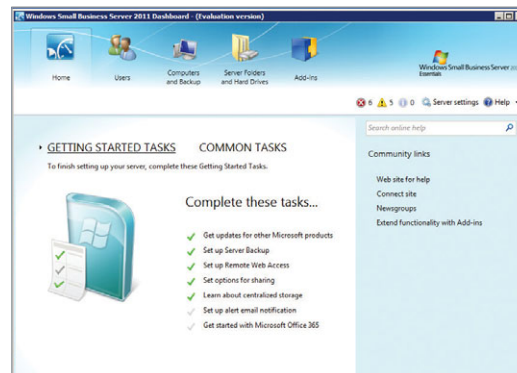 Windows Small Business Server 2011 Dashboard - (Evaluation version)
Home
Users
Computers
and Backup
Server Folders
and Hard Drives
Add-Ins
Windows Small Business Server
Essentials
6 5 0 Server settings Help
Search online help
GETTING STARTED TASKS COMMON TASKS
To finish setting up your server, complete these Getting Started Tasks.
Complete these tasks...
Get updates for other Microsoft products
Set up Server Backup
Set up Remote Web Access
Set options for sharing
Learn about centralized storage
Set up alert email notification
Get started with Microsoft Office 365
Community links
Web site for help
Connect site
Newsgroups
Extend functionality with Add-ins